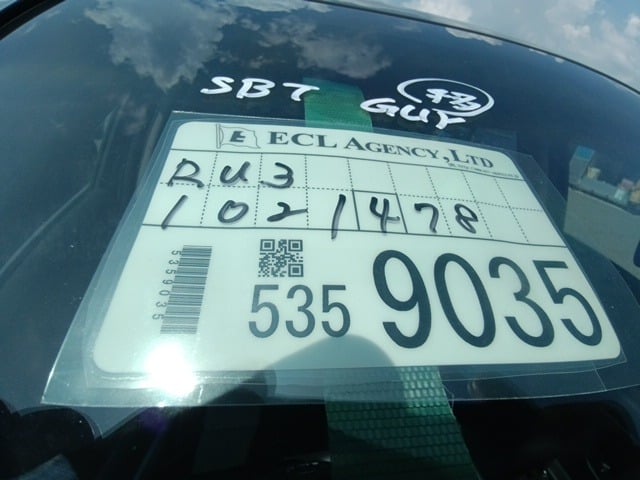 SBT GUY
E ECL AGENCY,LTD
RU3
1021478
5359035
535 9035